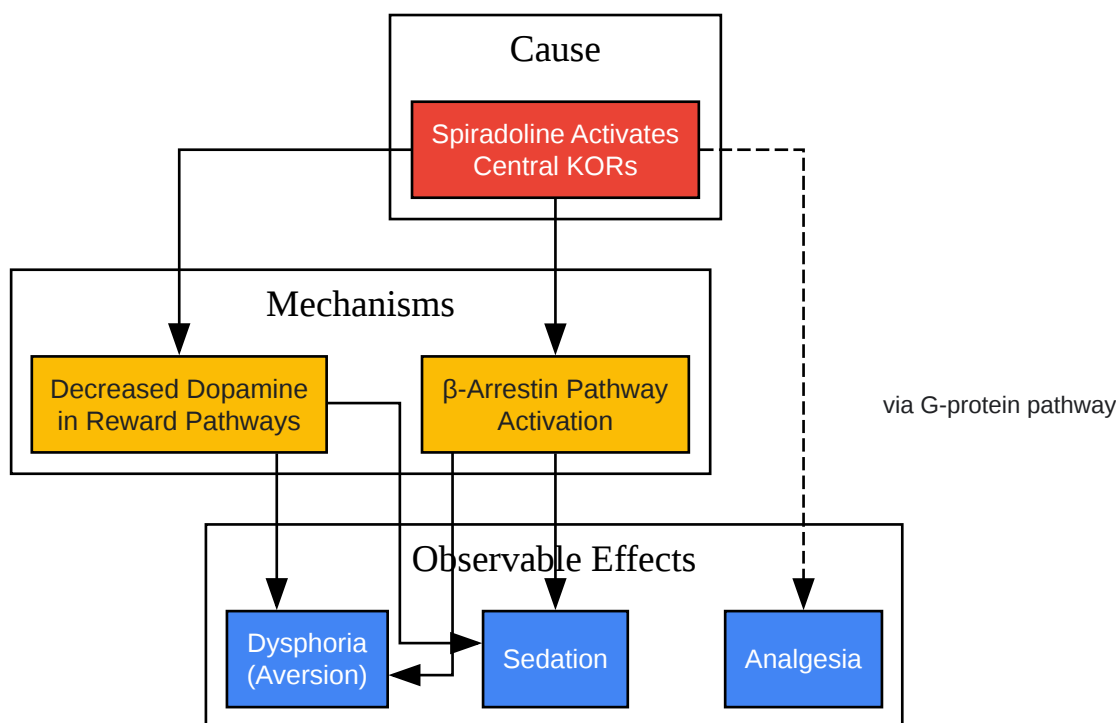 Cause
Spiradoline Activates
Central KORs
Mechanisms
Decreased Dopamine
in Reward Pathways
β-Arrestin Pathway
Activation
via G-protein pathway
Observable Effects
Dysphoria
(Aversion)
Sedation
Analgesia